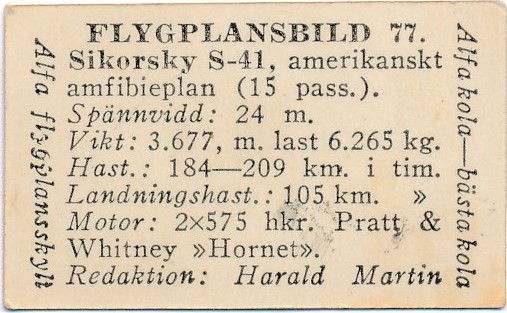 FLYGPLANSBILD 77.
Sikorsky S-41, amerikanskt
amfibieplan (15 pass.).
Spännvidd: 24 m.
Vikt: 3.677, m. last 6.265 kg.
Hast.: 184—209 km. i tim.
Landningshast.: 105 km. »
Motor: 2×575 hkr. Pratt &
Whitney »Hornet».
Redaktion: Harald Martin
Alfa flygplansskyli
Alfa kola—bästa kola